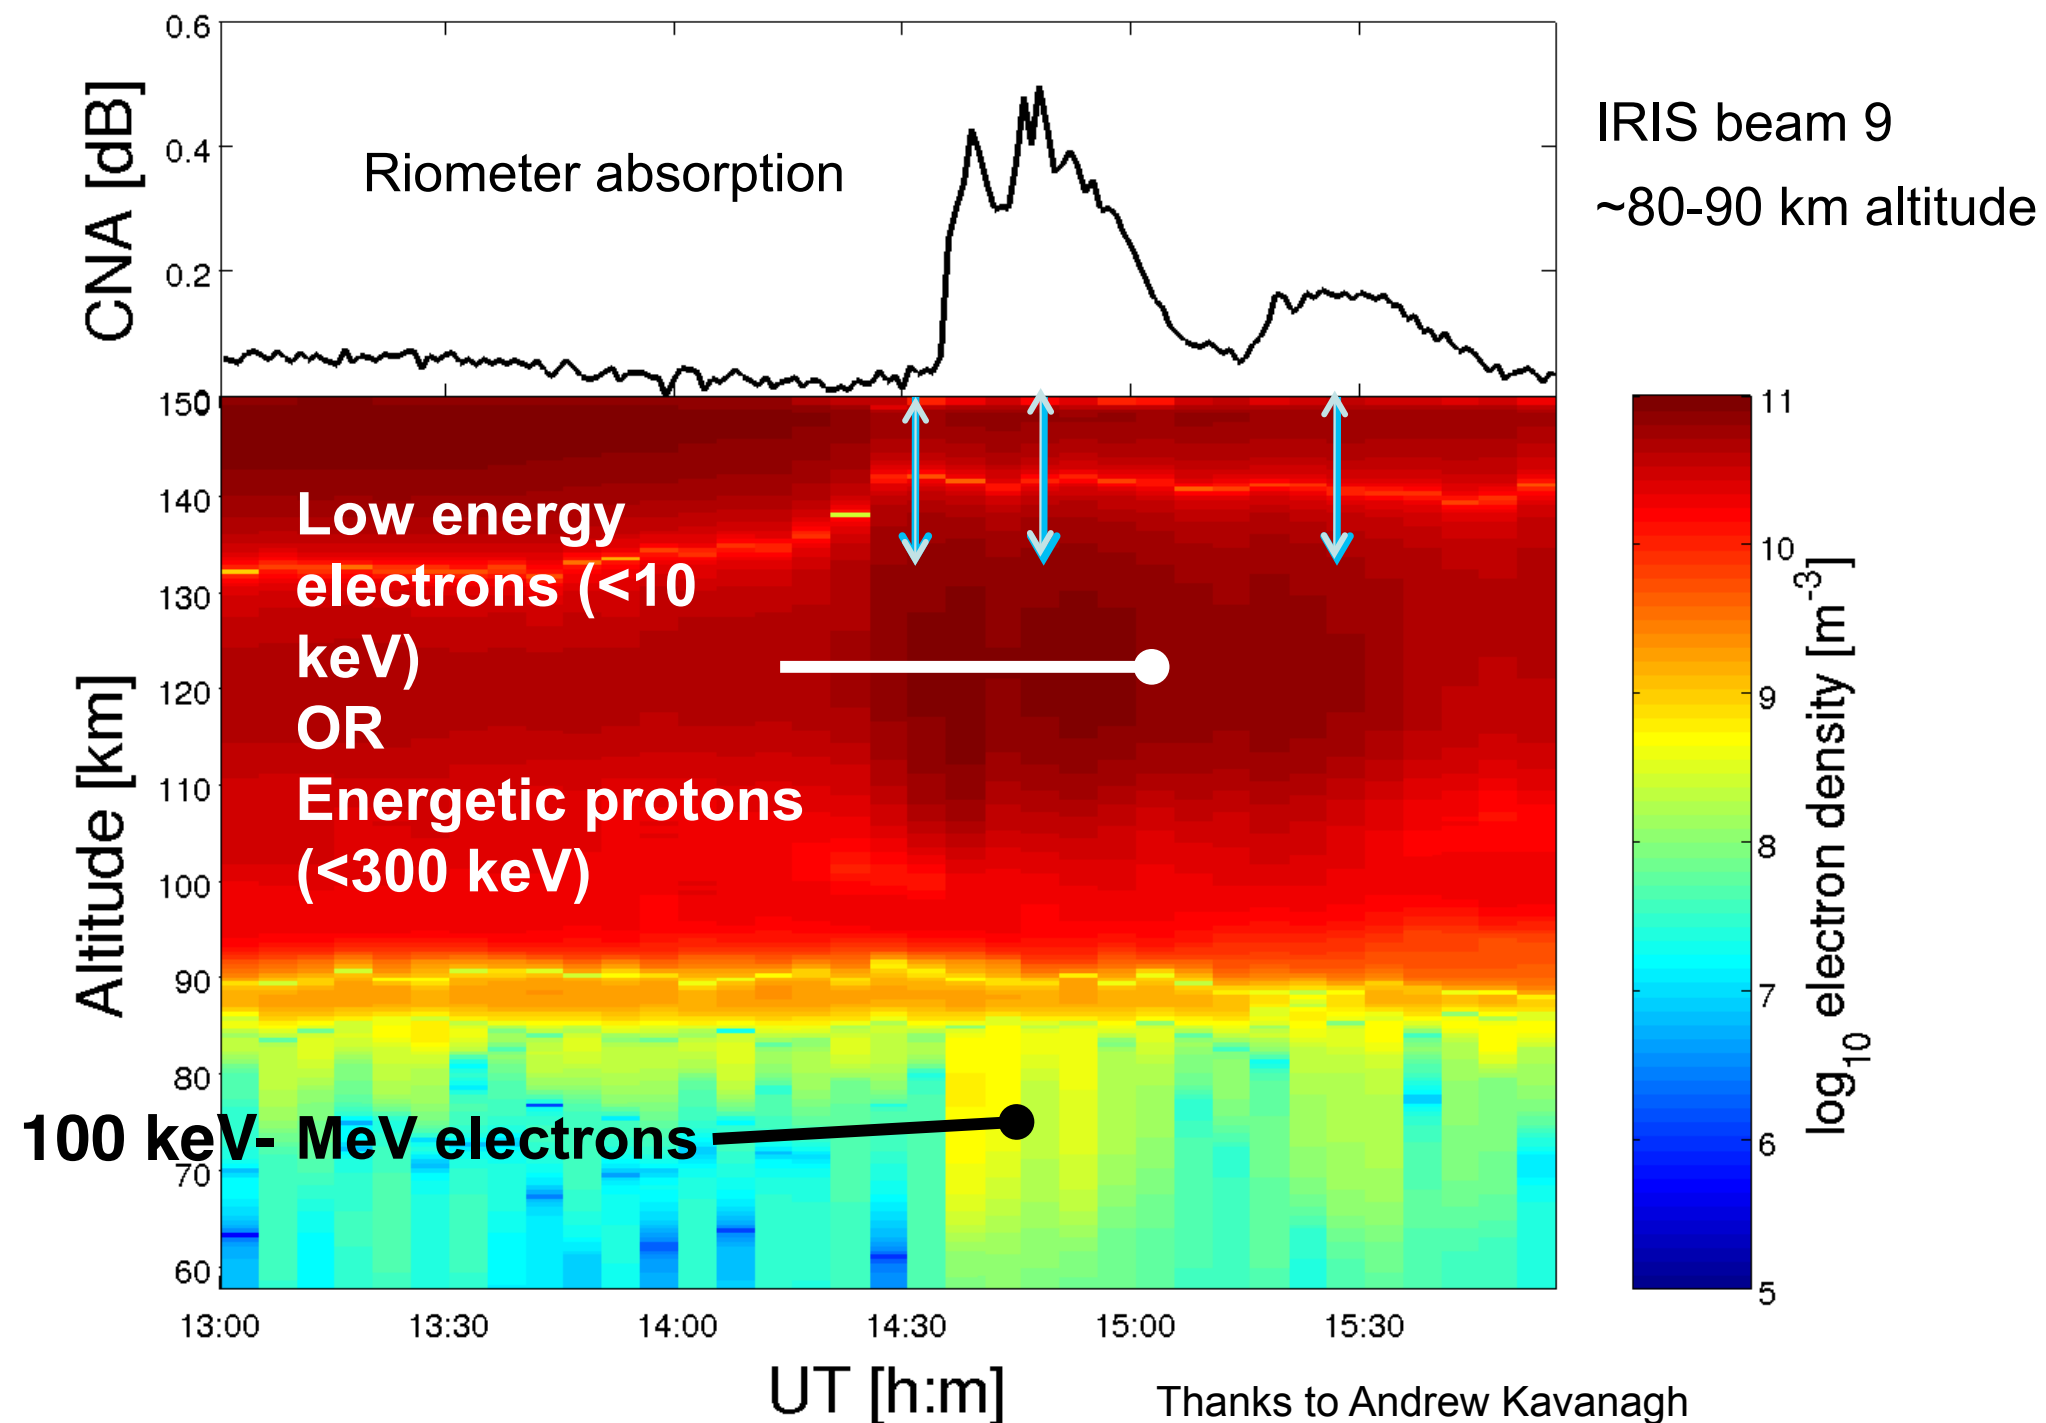 0.6
0.4
0.2
0
CNA [dB]
Riometer absorption
IRIS beam 9
~80-90 km altitude
150
140
130
120
110
100
90
80
70
60
Altitude [km]
Low energy
electrons (<10
keV)
OR
Energetic protons
(<300 keV)
100 keV- MeV electrons
11
10
9
8
7
6
5
log10 electron density [m-3]
13:00 13:30 14:00 14:30 15:00 15:30
UT [h:m]
Thanks to Andrew Kavanagh